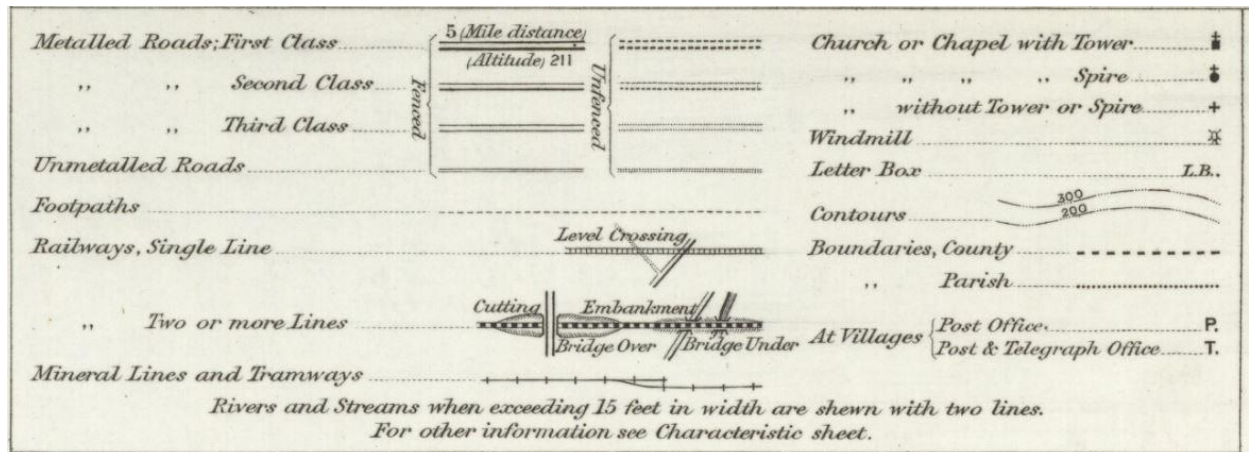 Metalled Roads; First Class
5 (Mile distance)
(Altitude) 211
,, ,, Second Class
,, ,, Third Class
Unmetalled Roads
Fenced
Unfenced
Footpaths
Railways, Single Line
Level Crossing
,, Two or more Lines
Cutting
Embankment
Bridge Over
Bridge Under
Mineral Lines and Tramways
Church or Chapel with Tower
,, ,, ,, ,, Spire
,, without Tower or Spire
Windmill
Letter Box L.B.
Contours
300
200
Boundaries, County
,, Parish
At Villages
Post Office P.
Post & Telegraph Office T.
Rivers and Streams when exceeding 15 feet in width are shewn with two lines.
For other information see Characteristic sheet.